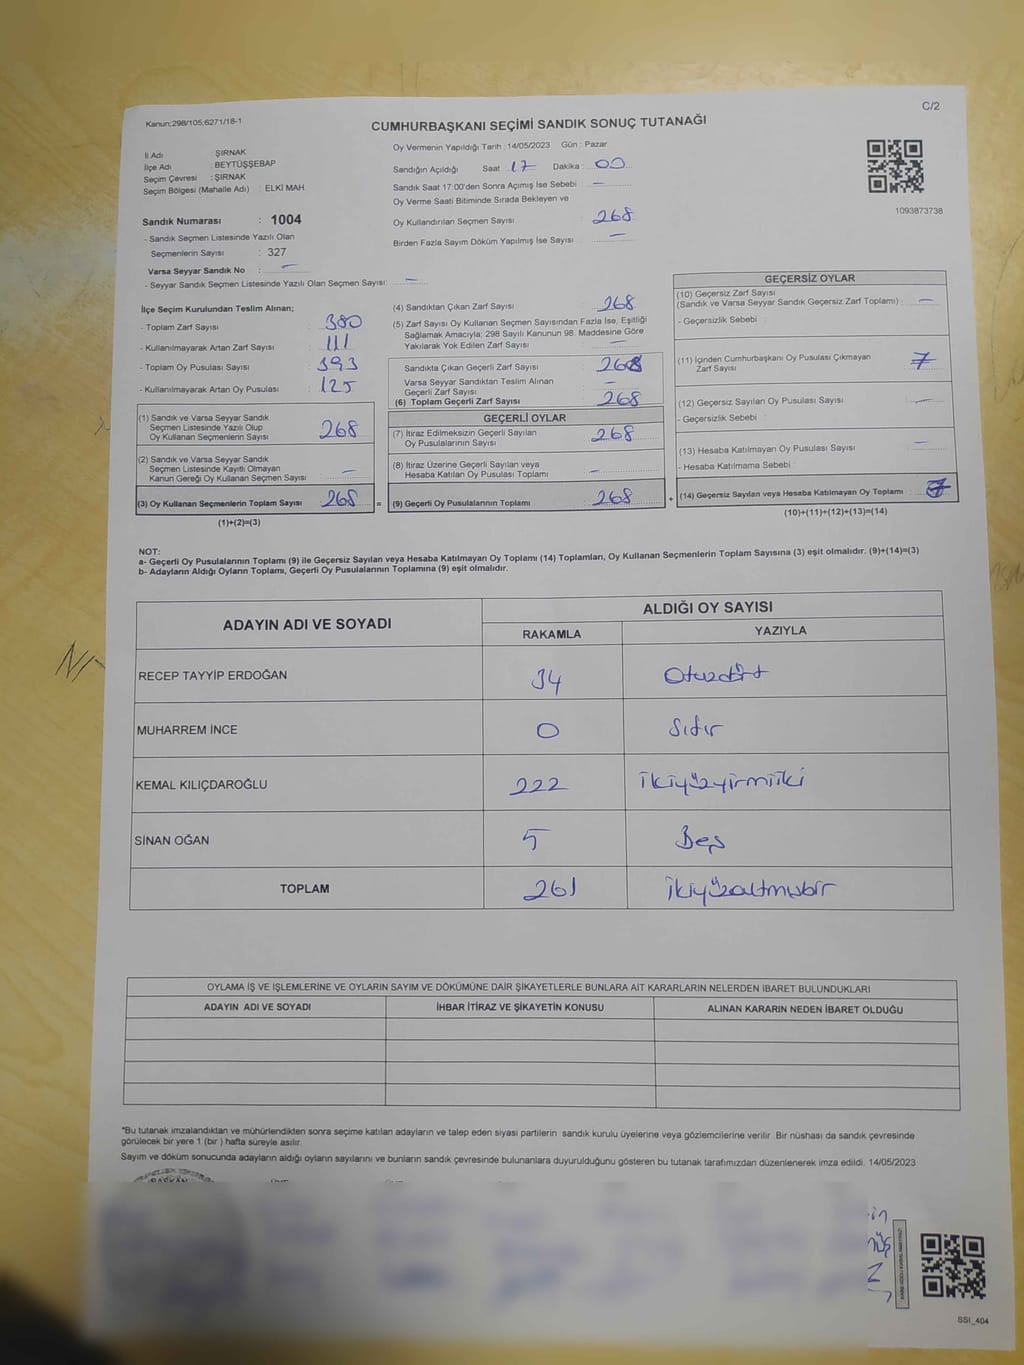 C/2
Kanun;298/105;6271/18-1
CUMHURBAŞKANI SEÇİMİ SANDIK SONUÇ TUTANAĞI
İl Adı ŞIRNAK
İlçe Adı : BEYTÜŞŞEBAP
Seçim Çevresi : ŞIRNAK
Seçim Bölgesi (Mahalle Adı) : ELKİ MAH.
Sandık Numarası : 1004
- Sandık Seçmen Listesinde Yazılı Olan
Seçmenlerin Sayısı : 327
Varsa Seyyar Sandık No : —
- Seyyar Sandık Seçmen Listesinde Yazılı Olan Seçmen Sayısı: —
Oy Vermenin Yapıldığı Tarih : 14/05/2023 Gün : Pazar
Sandığın Açıldığı Saat 17 Dakika : 00
Sandık Saat 17:00'den Sonra Açımış İse Sebebi : —
Oy Verme Saati Bitiminde Sırada Bekleyen ve
Oy Kullandırılan Seçmen Sayısı : 268
Birden Fazla Sayım Döküm Yapılmış İse Sayısı : —
1093873738
İlçe Seçim Kurulundan Teslim Alınan;
- Toplam Zarf Sayısı : 380
- Kullanılmayarak Artan Zarf Sayısı : 111
- Toplam Oy Pusulası Sayısı : 393
- Kullanılmayarak Artan Oy Pusulası : 125
(1) Sandık ve Varsa Seyyar Sandık
Seçmen Listesinde Yazılı Olup
Oy Kullanan Seçmenlerin Sayısı 268
(2) Sandık ve Varsa Seyyar Sandık
Seçmen Listesinde Kayıtlı Olmayan
Kanun Gereği Oy Kullanan Seçmen Sayısı —
(3) Oy Kullanan Seçmenlerin Toplam Sayısı 268
(1)+(2)=(3)
(4) Sandıktan Çıkan Zarf Sayısı : 268
(5) Zarf Sayısı Oy Kullanan Seçmen Sayısından Fazla İse, Eşitliği
Sağlamak Amacıyla; 298 Sayılı Kanunun 98. Maddesine Göre
Yakılarak Yok Edilen Zarf Sayısı : —
Sandıkta Çıkan Geçerli Zarf Sayısı : 268
Varsa Seyyar Sandıktan Teslim Alınan
Geçerli Zarf Sayısı : —
(6) Toplam Geçerli Zarf Sayısı : 268
GEÇERLİ OYLAR
(7) İtiraz Edilmeksizin Geçerli Sayılan
Oy Pusulalarının Sayısı : 268
(8) İtiraz Üzerine Geçerli Sayılan veya
Hesaba Katılan Oy Pusulası Toplamı : —
= (9) Geçerli Oy Pusulalarının Toplamı : 268
GEÇERSİZ OYLAR
(10) Geçersiz Zarf Sayısı
(Sandık ve Varsa Seyyar Sandık Geçersiz Zarf Toplamı) : —
- Geçersizlik Sebebi :
(11) İçinden Cumhurbaşkanı Oy Pusulası Çıkmayan
Zarf Sayısı : 7
(12) Geçersiz Sayılan Oy Pusulası Sayısı : —
- Geçersizlik Sebebi :
(13) Hesaba Katılmayan Oy Pusulası Sayısı : —
- Hesaba Katılmama Sebebi :
+ (14) Geçersiz Sayılan veya Hesaba Katılmayan Oy Toplamı : 7
(10)+(11)+(12)+(13)=(14)
NOT:
a- Geçerli Oy Pusulalarının Toplamı (9) ile Geçersiz Sayılan veya Hesaba Katılmayan Oy Toplamı (14) Toplamları, Oy Kullanan Seçmenlerin Toplam Sayısına (3) eşit olmalıdır. (9)+(14)=(3)
b- Adayların Aldığı Oyların Toplamı, Geçerli Oy Pusulalarının Toplamına (9) eşit olmalıdır.
ADAYIN ADI VE SOYADI ALDIĞI OY SAYISI
RAKAMLA YAZIYLA
RECEP TAYYİP ERDOĞAN 34 Otuzdört
MUHARREM İNCE 0 Sıfır
KEMAL KILIÇDAROĞLU 222 ikiyüzyirmiiki
SİNAN OĞAN 5 Beş
TOPLAM 261 ikiyüzaltmışbir
OYLAMA İŞ VE İŞLEMLERİNE VE OYLARIN SAYIM VE DÖKÜMÜNE DAİR ŞİKAYETLERLE BUNLARA AİT KARARLARIN NELERDEN İBARET BULUNDUKLARI
ADAYIN ADI VE SOYADI İHBAR İTİRAZ VE ŞİKAYETİN KONUSU ALINAN KARARIN NEDEN İBARET OLDUĞU
*Bu tutanak imzalandıktan ve mühürlendikten sonra seçime katılan adayların ve talep eden siyasi partilerin sandık kurulu üyelerine veya gözlemcilerine verilir. Bir nüshası da sandık çevresinde
görülecek bir yere 1 (bir ) hafta süreyle asılır.
Sayım ve döküm sonucunda adayların aldığı oyların sayılarını ve bunların sandık çevresinde bulunanlara duyurulduğunu gösteren bu tutanak tarafımızdan düzenlenerek imza edildi. 14/05/2023
BAŞKAN
SSI_404